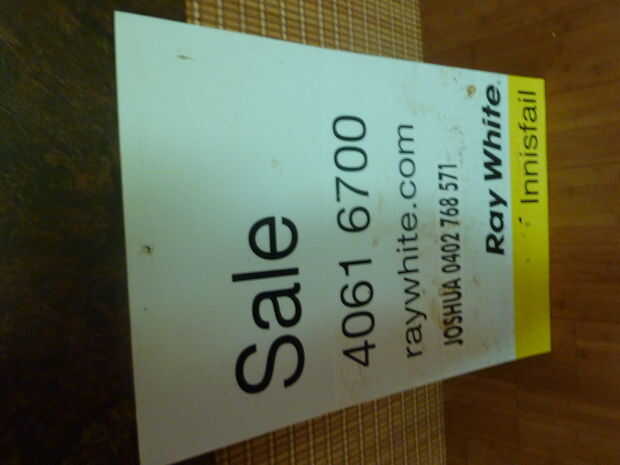 Sale
4061 6700
raywhite.com
JOSHUA 0402 768 571
Ray White.
Innisfail